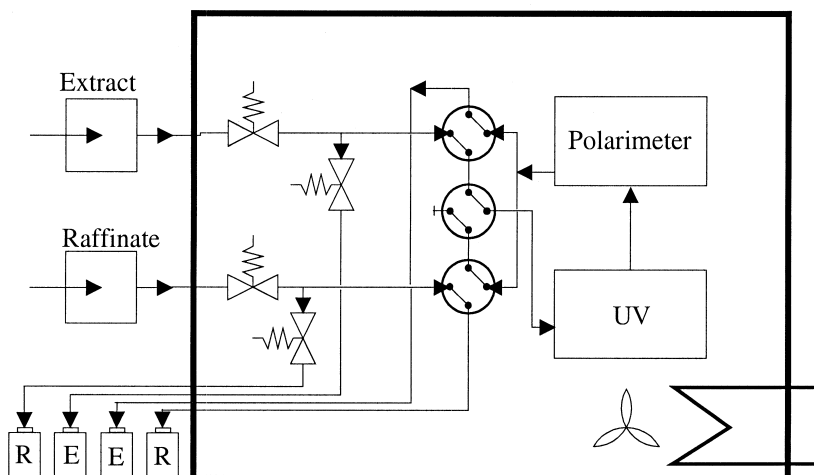 Extract
Polarimeter
Raffinate
UV
R E E R